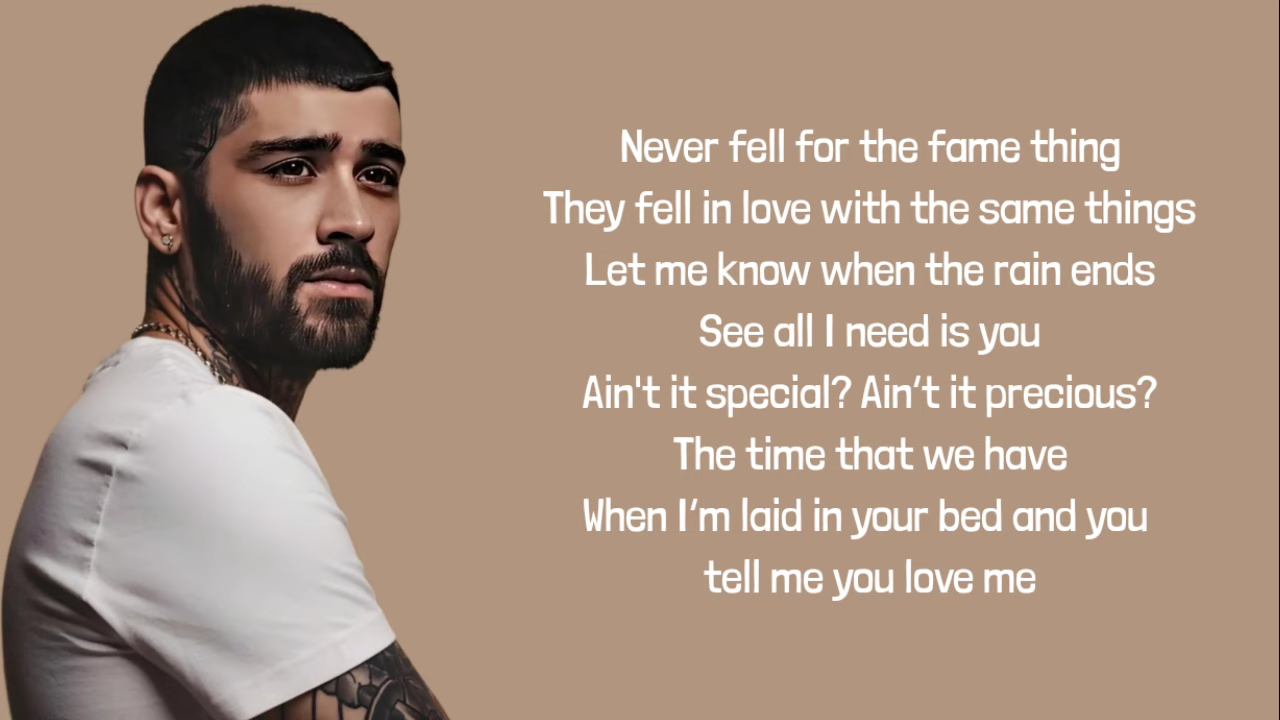 Never fell for the fame thing
They fell in love with the same things
Let me know when the rain ends
See all I need is you
Ain't it special? Ain’t it precious?
The time that we have
When I’m laid in your bed and you
tell me you love me